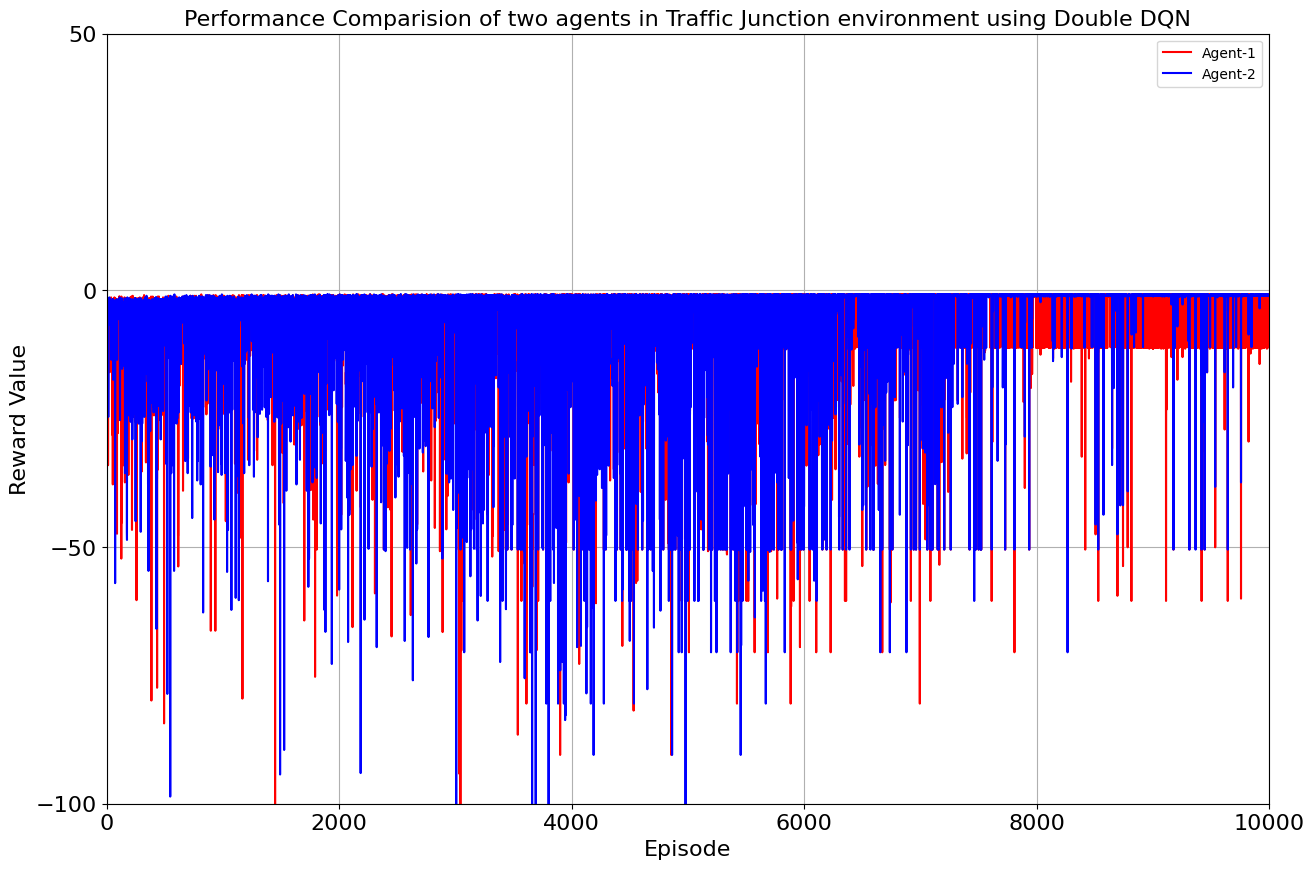 Performance Comparision of two agents in Traffic Junction environment using Double DQN
50
Agent-1
Agent-2
0
Reward Value
−50
−100
0 2000 4000 6000 8000 10000
Episode